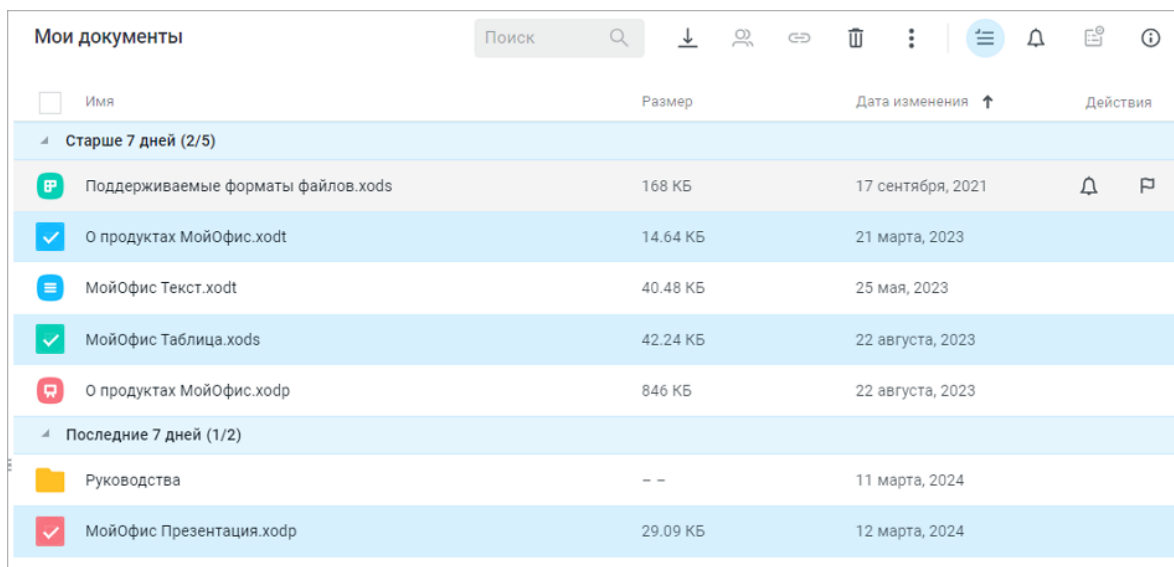 Мои документы Поиск
Имя Размер Дата изменения Действия
Старше 7 дней (2/5)
Поддерживаемые форматы файлов.xods 168 КБ 17 сентября, 2021
О продуктах МойОфис.xodt 14.64 КБ 21 марта, 2023
МойОфис Текст.xodt 40.48 КБ 25 мая, 2023
МойОфис Таблица.xods 42.24 КБ 22 августа, 2023
О продуктах МойОфис.xodp 846 КБ 22 августа, 2023
Последние 7 дней (1/2)
Руководства – – 11 марта, 2024
МойОфис Презентация.xodp 29.09 КБ 12 марта, 2024